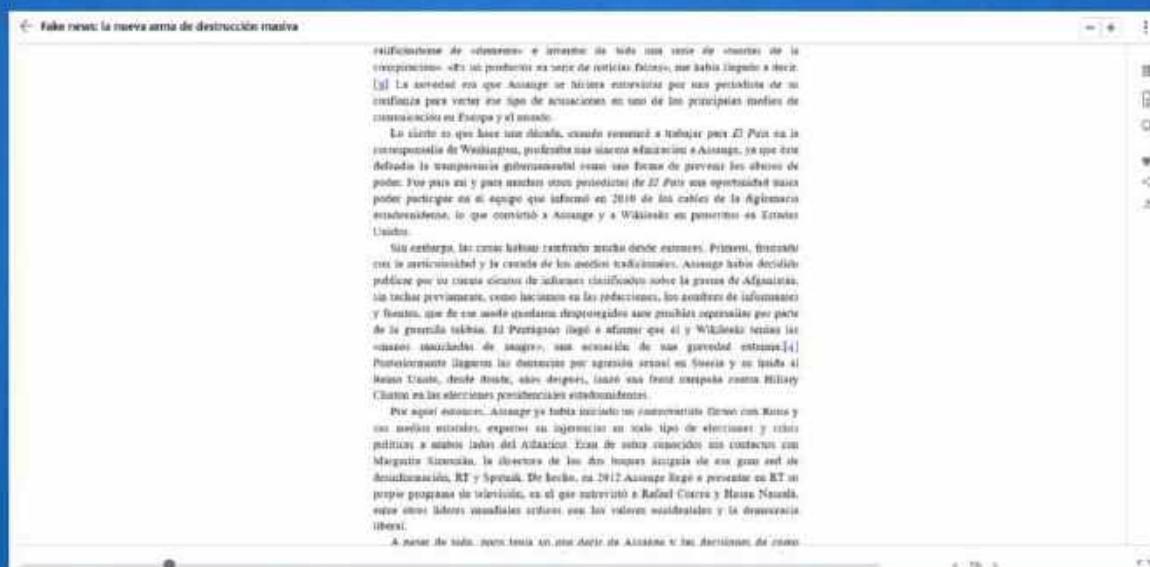 Fake news: la nueva arma de destrucción masiva
calificándome de «demente» e inventor de toda una serie de «teorías de la
conspiración». «Es un productor en serie de noticias falsas», me había llegado a decir.
[3] La novedad era que Assange se hiciera entrevistar por una periodista de su
confianza para verter ese tipo de acusaciones en uno de los principales medios de
comunicación en Europa y el mundo.
Lo cierto es que hace una década, cuando comencé a trabajar para El País en la
corresponsalía de Washington, profesaba una sincera admiración a Assange, ya que éste
defendía la transparencia gubernamental como una forma de prevenir los abusos de
poder. Fue para mí y para muchos otros periodistas de El País una oportunidad única
poder participar en el equipo que informó en 2010 de los cables de la diplomacia
estadounidense, lo que convirtió a Assange y a Wikileaks en proscritos en Estados
Unidos.
Sin embargo, las cosas habían cambiado mucho desde entonces. Primero, frustrado
con la meticulosidad y la cautela de los medios tradicionales, Assange había decidido
publicar por su cuenta cientos de informes clasificados sobre la guerra de Afganistán,
sin tachar previamente, como hacíamos en las redacciones, los nombres de informantes
y fuentes, que de ese modo quedaron desprotegidos ante posibles represalias por parte
de la guerrilla talibán. El Pentágono llegó a afirmar que él y Wikileaks tenían las
«manos manchadas de sangre», una acusación de una gravedad extrema.[4]
Posteriormente llegaron las denuncias por agresión sexual en Suecia y su huida al
Reino Unido, desde donde, años después, lanzó una feroz campaña contra Hillary
Clinton en las elecciones presidenciales estadounidenses.
Por aquel entonces, Assange ya había iniciado un controvertido flirteo con Rusia y
sus medios estatales, expertos en injerencias en todo tipo de elecciones y crisis
políticas a ambos lados del Atlántico. Eran de sobra conocidos sus contactos con
Margarita Simonián, la directora de los dos buques insignia de esa gran red de
desinformación, RT y Sputnik. De hecho, en 2012 Assange llegó a presentar en RT su
propio programa de televisión, en el que entrevistó a Rafael Correa y Hasan Nasralá,
entre otros líderes mundiales críticos con los valores occidentales y la democracia
liberal.
A pesar de todo, poco tenía yo que decir de Assange y las decisiones de como